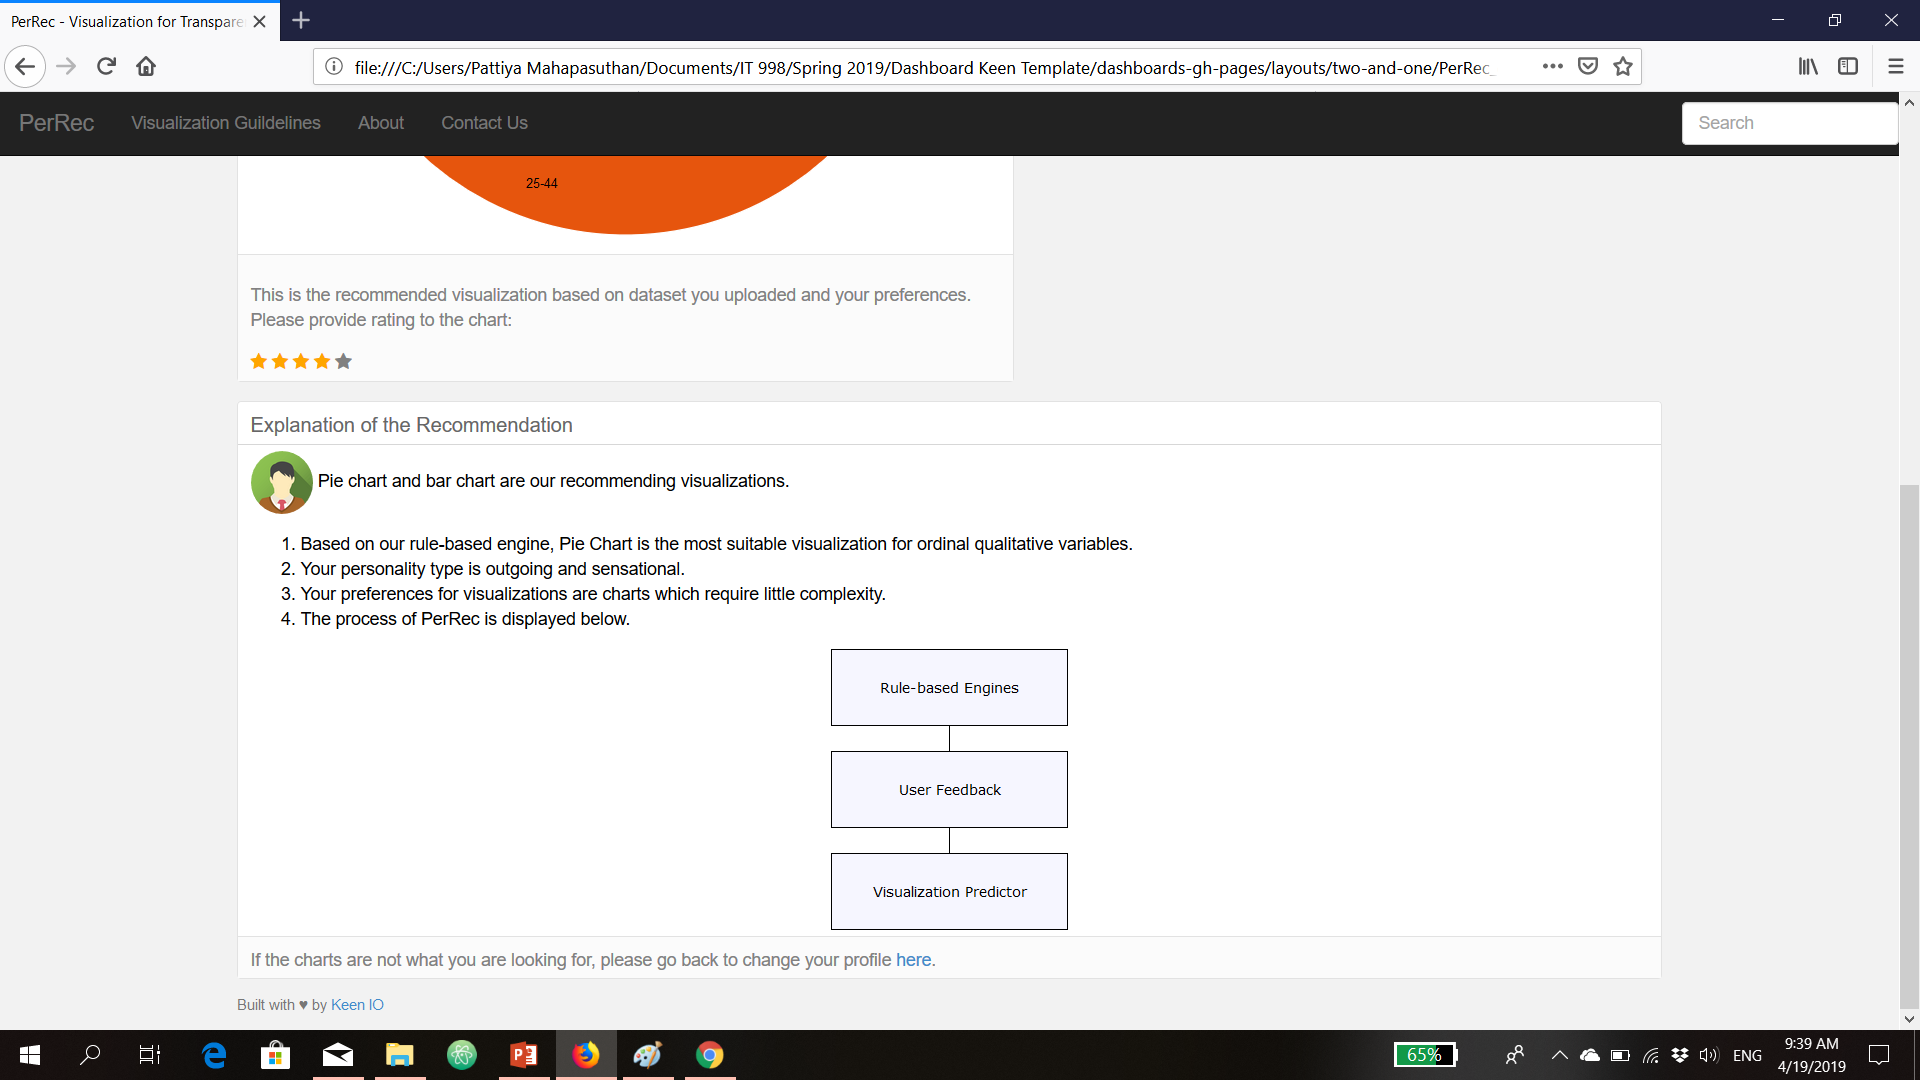 PerRec - Visualization for Transpare
file:///C:/Users/Pattiya Mahapasuthan/Documents/IT 998/Spring 2019/Dashboard Keen Template/dashboards-gh-pages/layouts/two-and-one/PerRec_
PerRec Visualization Guildelines About Contact Us Search
25-44
This is the recommended visualization based on dataset you uploaded and your preferences.
Please provide rating to the chart:
Explanation of the Recommendation
Pie chart and bar chart are our recommending visualizations.
1. Based on our rule-based engine, Pie Chart is the most suitable visualization for ordinal qualitative variables.
2. Your personality type is outgoing and sensational.
3. Your preferences for visualizations are charts which require little complexity.
4. The process of PerRec is displayed below.
Rule-based Engines
User Feedback
Visualization Predictor
If the charts are not what you are looking for, please go back to change your profile here.
Built with ♥ by Keen IO
65% ENG 9:39 AM
4/19/2019